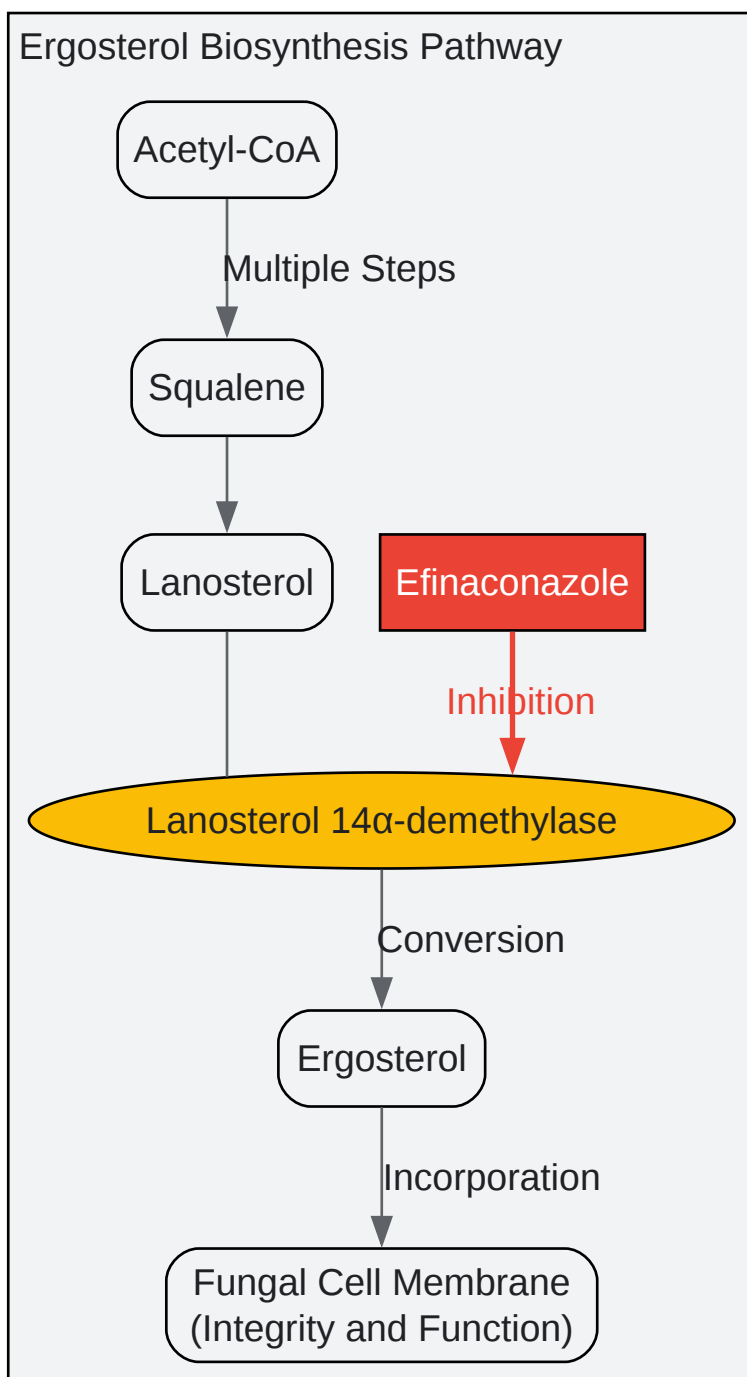 Ergosterol Biosynthesis Pathway
Acetyl-CoA
Multiple Steps
Squalene
Lanosterol
Efinaconazole
Inhibition
Lanosterol 14α-demethylase
Conversion
Ergosterol
Incorporation
Fungal Cell Membrane
(Integrity and Function)